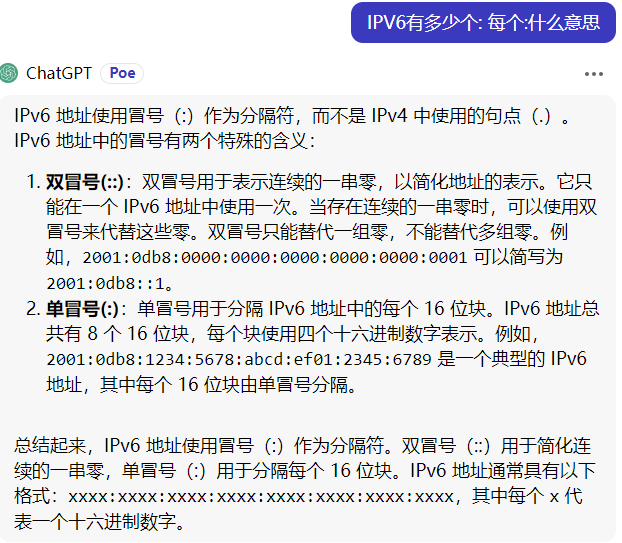 IPV6有多少个: 每个:什么意思
ChatGPT Poe
IPv6 地址使用冒号（:）作为分隔符，而不是 IPv4 中使用的句点（.）。
IPv6 地址中的冒号有两个特殊的含义：
1. 双冒号(::)：双冒号用于表示连续的一串零，以简化地址的表示。它只
能在一个 IPv6 地址中使用一次。当存在连续的一串零时，可以使用双
冒号来代替这些零。双冒号只能替代一组零，不能替代多组零。例
如，2001:0db8:0000:0000:0000:0000:0000:0001 可以简写为
2001:0db8::1。
2. 单冒号(:)：单冒号用于分隔 IPv6 地址中的每个 16 位块。IPv6 地址总
共有 8 个 16 位块，每个块使用四个十六进制数字表示。例如，
2001:0db8:1234:5678:abcd:ef01:2345:6789 是一个典型的 IPv6
地址，其中每个 16 位块由单冒号分隔。
总结起来，IPv6 地址使用冒号（:）作为分隔符。双冒号（::）用于简化连
续的一串零，单冒号（:）用于分隔每个 16 位块。IPv6 地址通常具有以下
格式：xxxx:xxxx:xxxx:xxxx:xxxx:xxxx:xxxx:xxxx，其中每个 x 代
表一个十六进制数字。